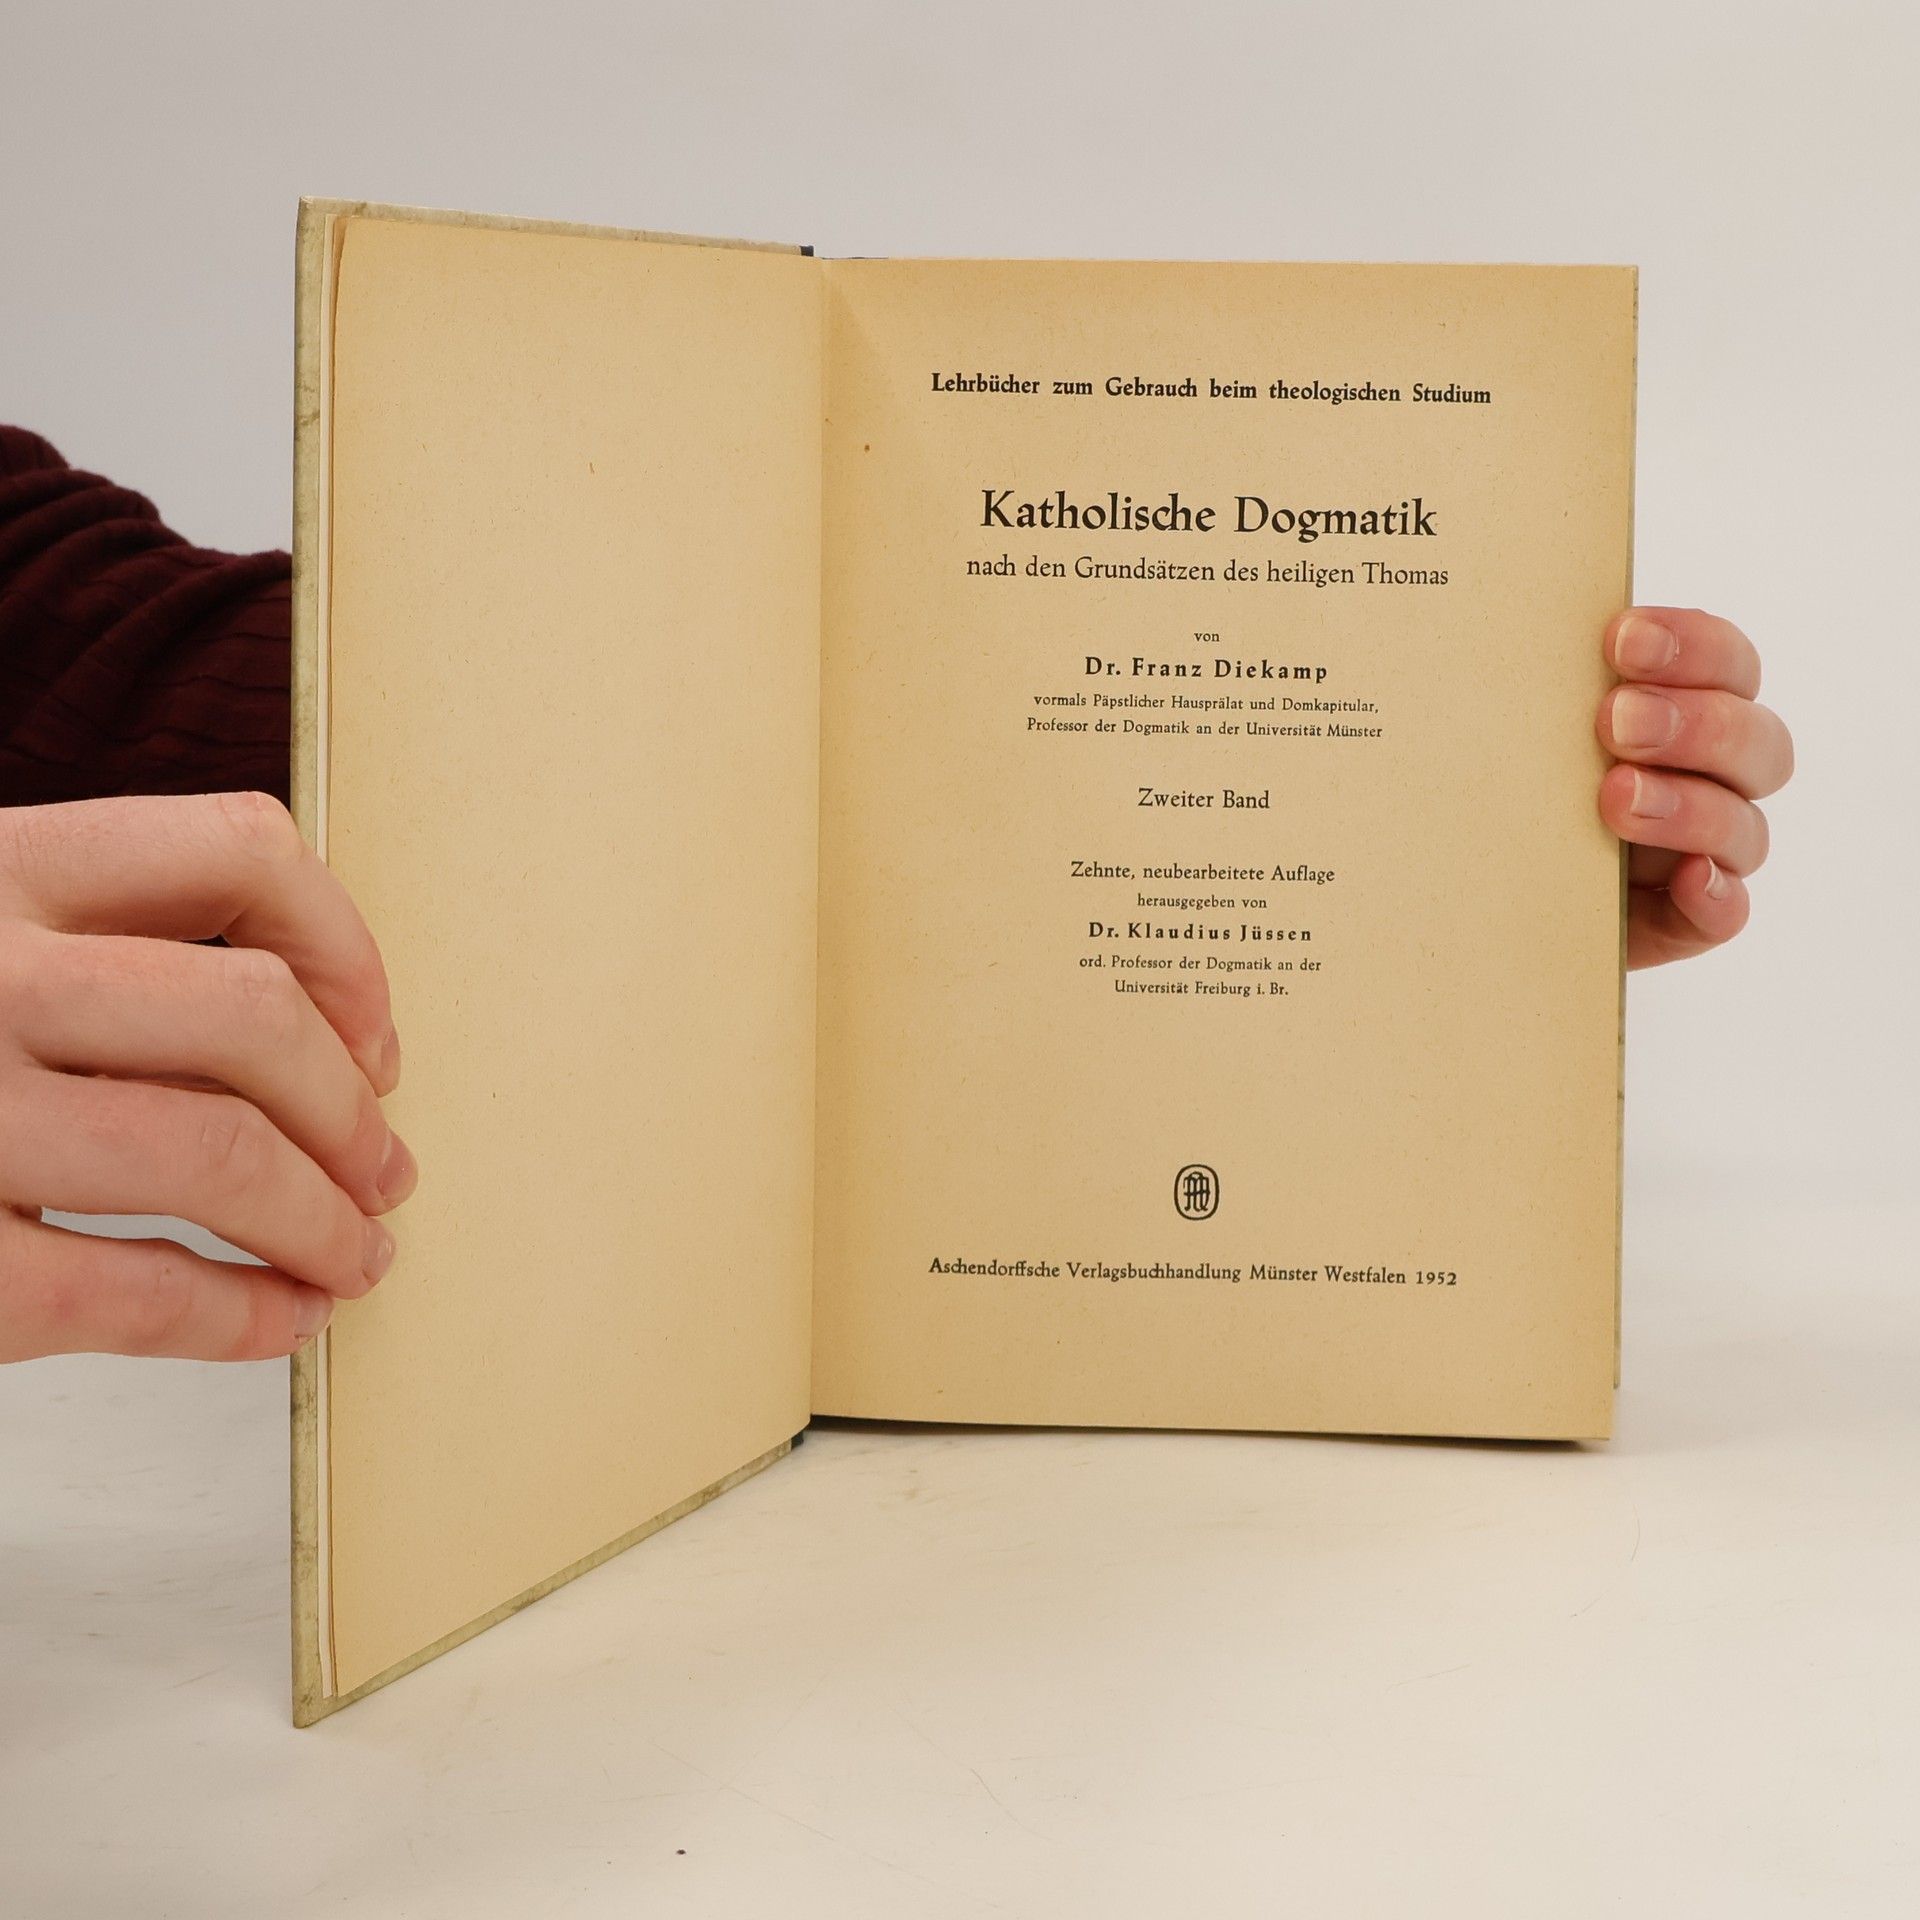 Lehrbücher zum Gebrauch beim theologischen Studium
Katholische Dogmatik
nach den Grundsätzen des heiligen Thomas
von
Dr. Franz Diekamp
vormals Päpstlicher Hausprälat und Domkapitular,
Professor der Dogmatik an der Universität Münster
Zweiter Band
Zehnte, neubearbeitete Auflage
herausgegeben von
Dr. Klaudius Jüssen
ord. Professor der Dogmatik an der
Universität Freiburg i. Br.
Aschendorffsche Verlagsbuchhandlung Münster Westfalen 1952